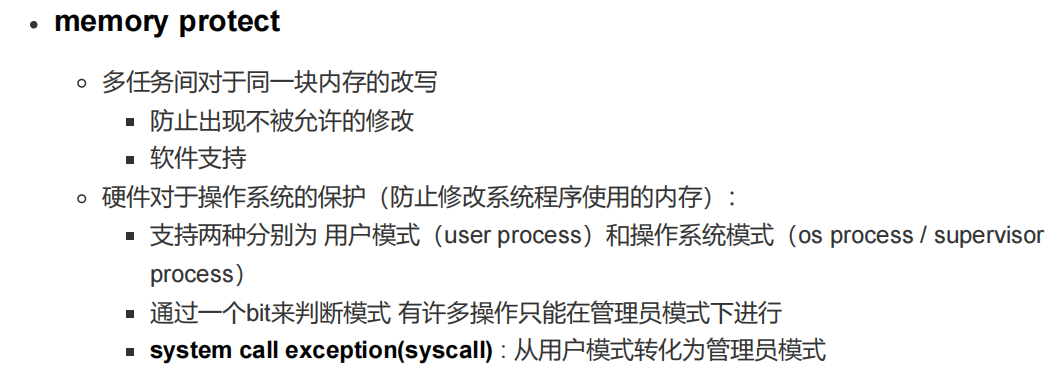 memory protect
多任务间对于同一块内存的改写
防止出现不被允许的修改
软件支持
硬件对于操作系统的保护（防止修改系统程序使用的内存）：
支持两种分别为 用户模式（user process）和操作系统模式（os process / supervisor
process）
通过一个bit来判断模式 有许多操作只能在管理员模式下进行
system call exception(syscall)：从用户模式转化为管理员模式